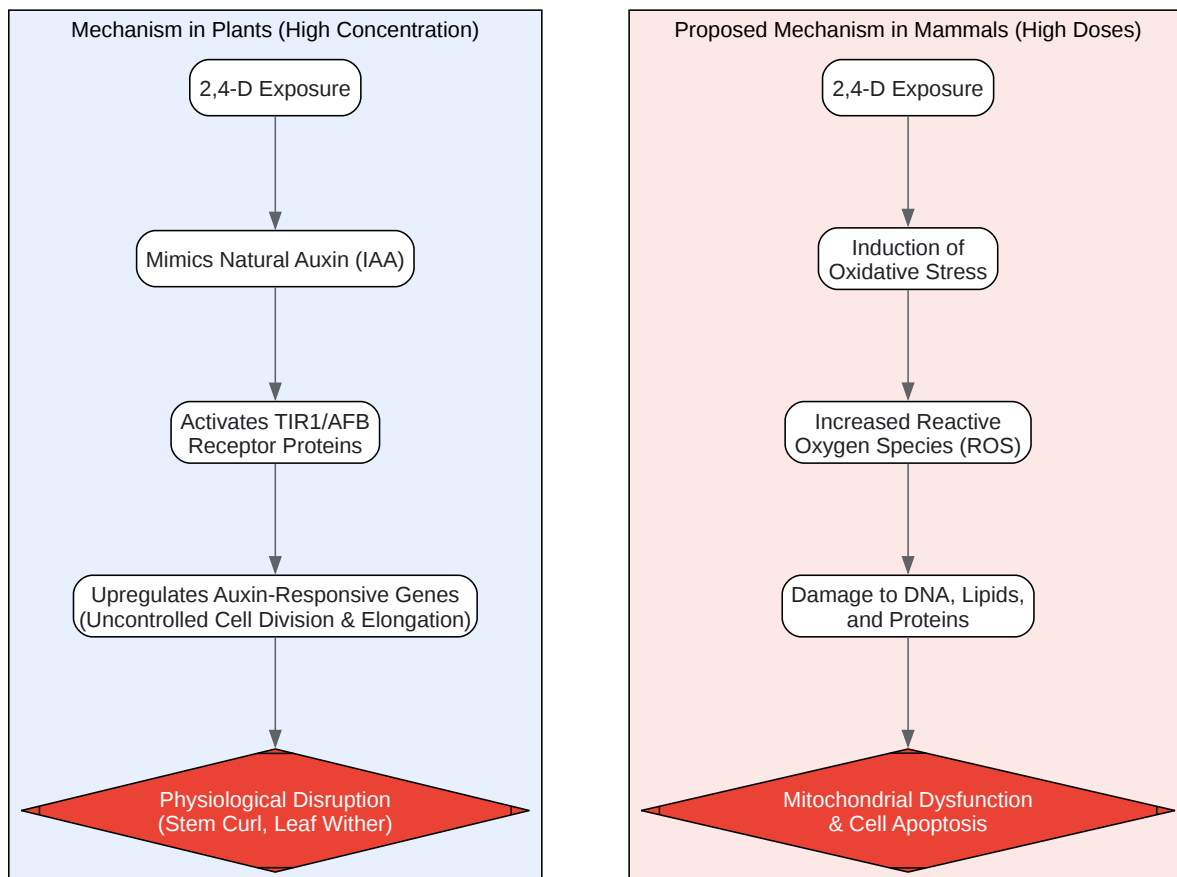 Mechanism in Plants (High Concentration)
2,4-D Exposure
Mimics Natural Auxin (IAA)
Activates TIR1/AFB
Receptor Proteins
Upregulates Auxin-Responsive Genes
(Uncontrolled Cell Division & Elongation)
Physiological Disruption
(Stem Curl, Leaf Wither)
Proposed Mechanism in Mammals (High Doses)
2,4-D Exposure
Induction of
Oxidative Stress
Increased Reactive
Oxygen Species (ROS)
Damage to DNA, Lipids,
and Proteins
Mitochondrial Dysfunction
& Cell Apoptosis